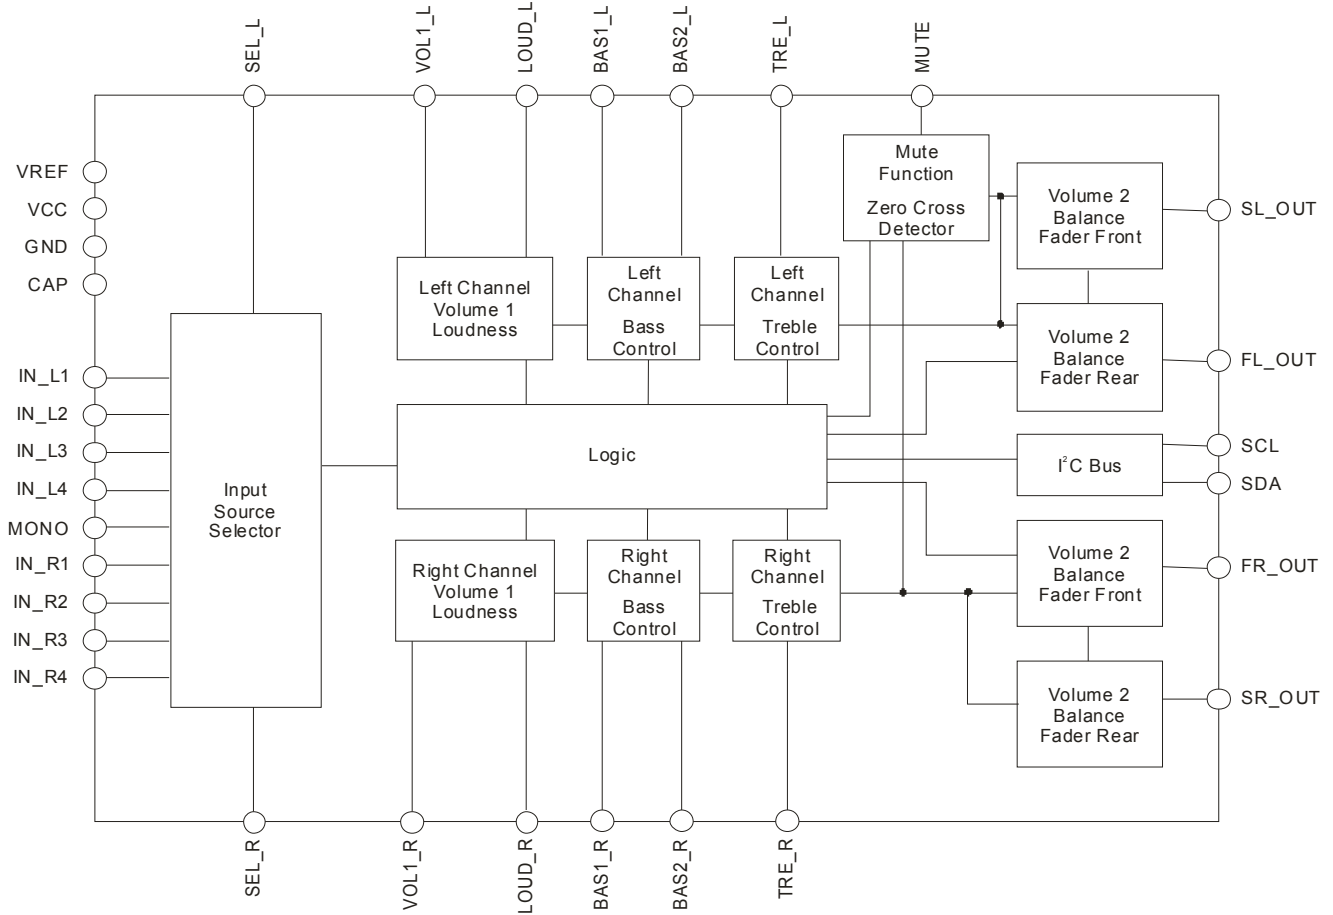 SEL_L
VOL1_L
LOUD_L
BAS1_L
BAS2_L
TRE_L
MUTE
VREF
VCC
GND
CAP
IN_L1
IN_L2
IN_L3
IN_L4
MONO
IN_R1
IN_R2
IN_R3
IN_R4
Input
Source
Selector
Left Channel
Volume 1
Loudness
Left
Channel
Bass
Control
Left
Channel
Treble
Control
Mute
Function
Zero Cross
Detector
Volume 2
Balance
Fader Front
Volume 2
Balance
Fader Rear
Logic
I²C Bus
Right Channel
Volume 1
Loudness
Right
Channel
Bass
Control
Right
Channel
Treble
Control
Volume 2
Balance
Fader Front
Volume 2
Balance
Fader Rear
SL_OUT
FL_OUT
SCL
SDA
FR_OUT
SR_OUT
SEL_R
VOL1_R
LOUD_R
BAS1_R
BAS2_R
TRE_R